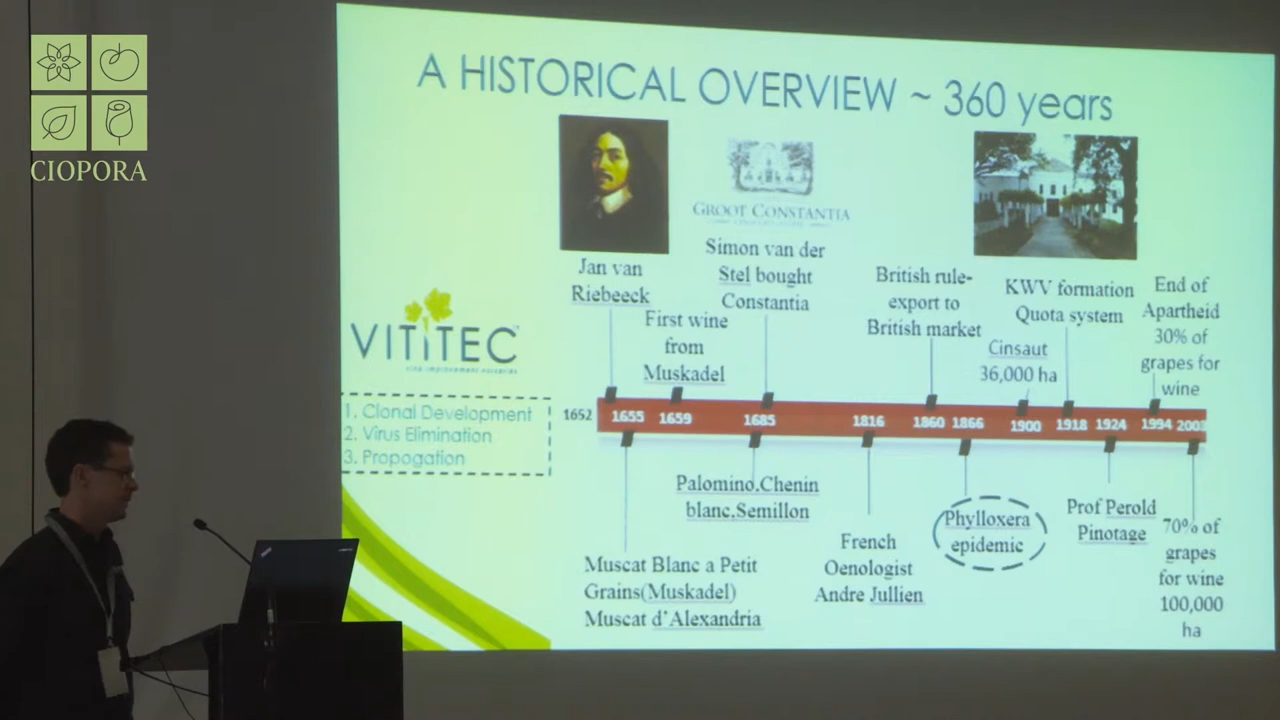 CIOPORA
A HISTORICAL OVERVIEW ~ 360 years
GROOT CONSTANTIA
Jan van
Riebeeck
First wine
from
Muskadel
Simon van der
Stel bought
Constantia
British rule-
export to
British market
KWV formation
Quota system
Cinsaut
36,000 ha
End of
Apartheid
30% of
grapes for
wine
VITITEC
vine improvement nurseries
1. Clonal Development
2. Virus Elimination
3. Propogation
1652 1655 1659 1685 1816 1860 1866 1900 1918 1924 1994
Muscat Blanc a Petit
Grains(Muskadel)
Muscat d'Alexandria
Palomino,Chenin
blanc,Semillon
French
Oenologist
Andre Jullien
Phylloxera
epidemic
Prof Perold
Pinotage
70% of
grapes
for wine
100,000
ha